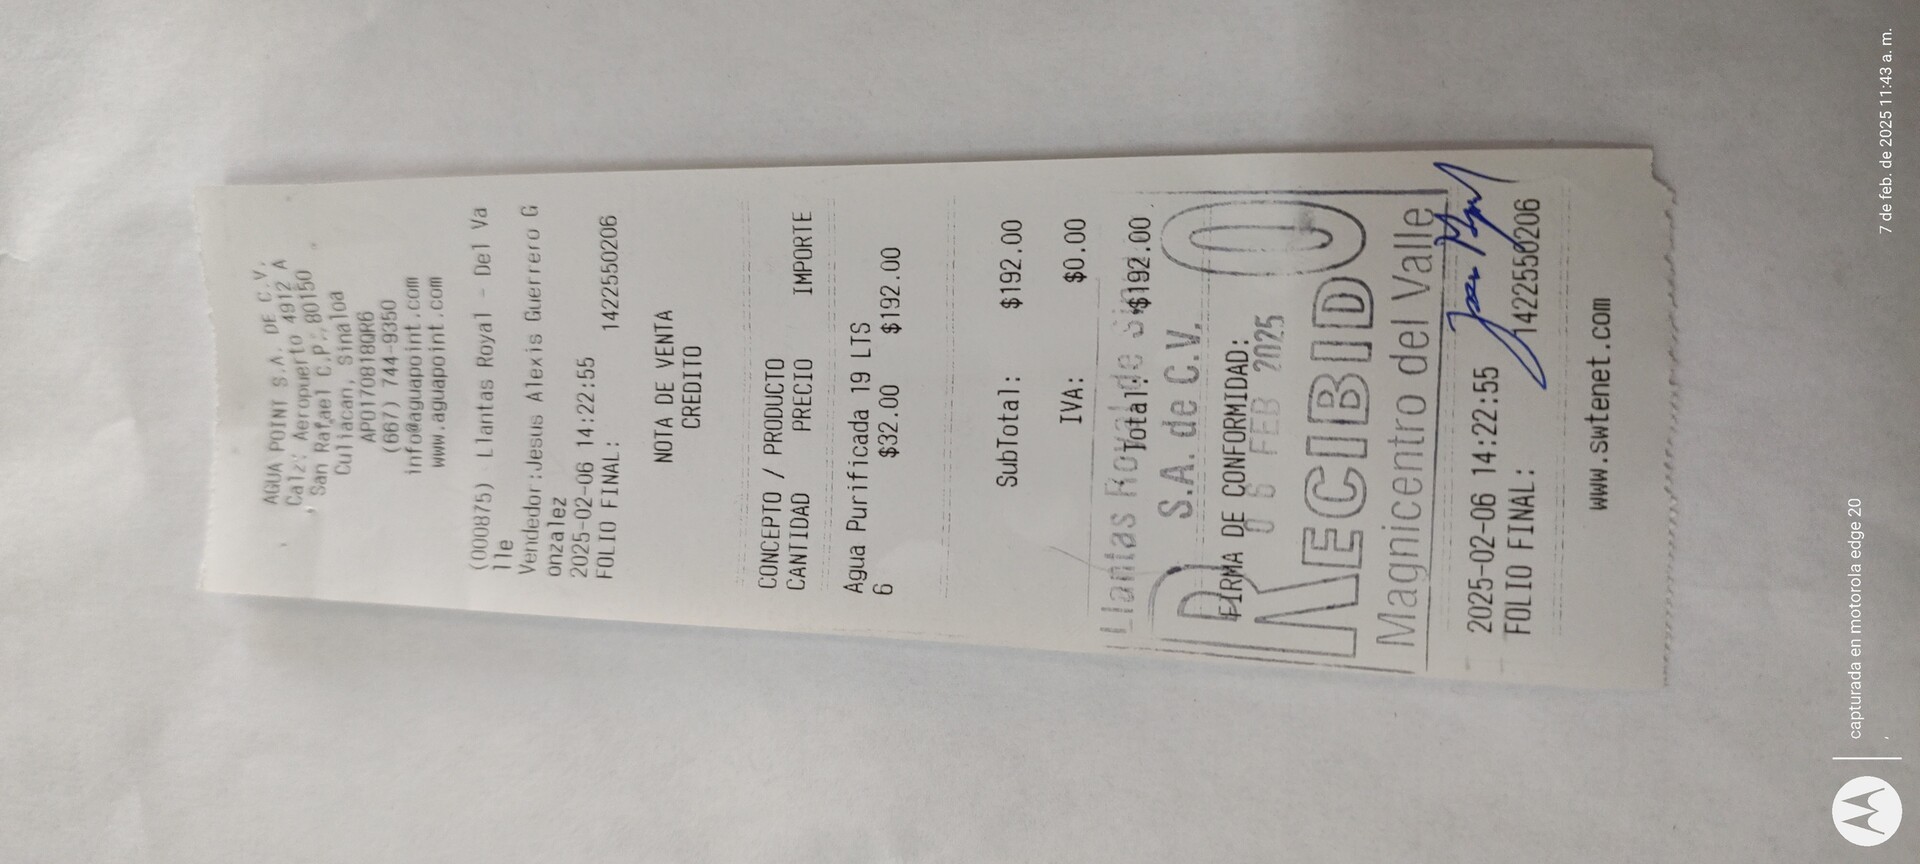 AGUA POINT S.A. DE C.V.
Calz. Aeropuerto 4912 A
, San Rafael C.P. 80150
Culiacan, Sinaloa
APO170818QR6
(667) 744-9350
info@aguapoint.com
www.aguapoint.com
(000875) Llantas Royal - Del Va
lle
Vendedor:Jesus Alexis Guerrero G
onzalez
2025-02-06 14:22:55
FOLIO FINAL: 1422550206
NOTA DE VENTA
CREDITO
CONCEPTO / PRODUCTO
CANTIDAD PRECIO IMPORTE
Agua Purificada 19 LTS
6 $32.00 $192.00
SubTotal: $192.00
IVA: $0.00
Total: $192.00
Llantas Royal de
S.A. de C.V.
FIRMA DE CONFORMIDAD:
06 FEB 2025
RECIBIDO
Magnicentro del Valle
2025-02-06 14:22:55
FOLIO FINAL: 1422550206
www.swtenet.com
capturada en motorola edge 20
7 de feb. de 2025 11:43 a. m.